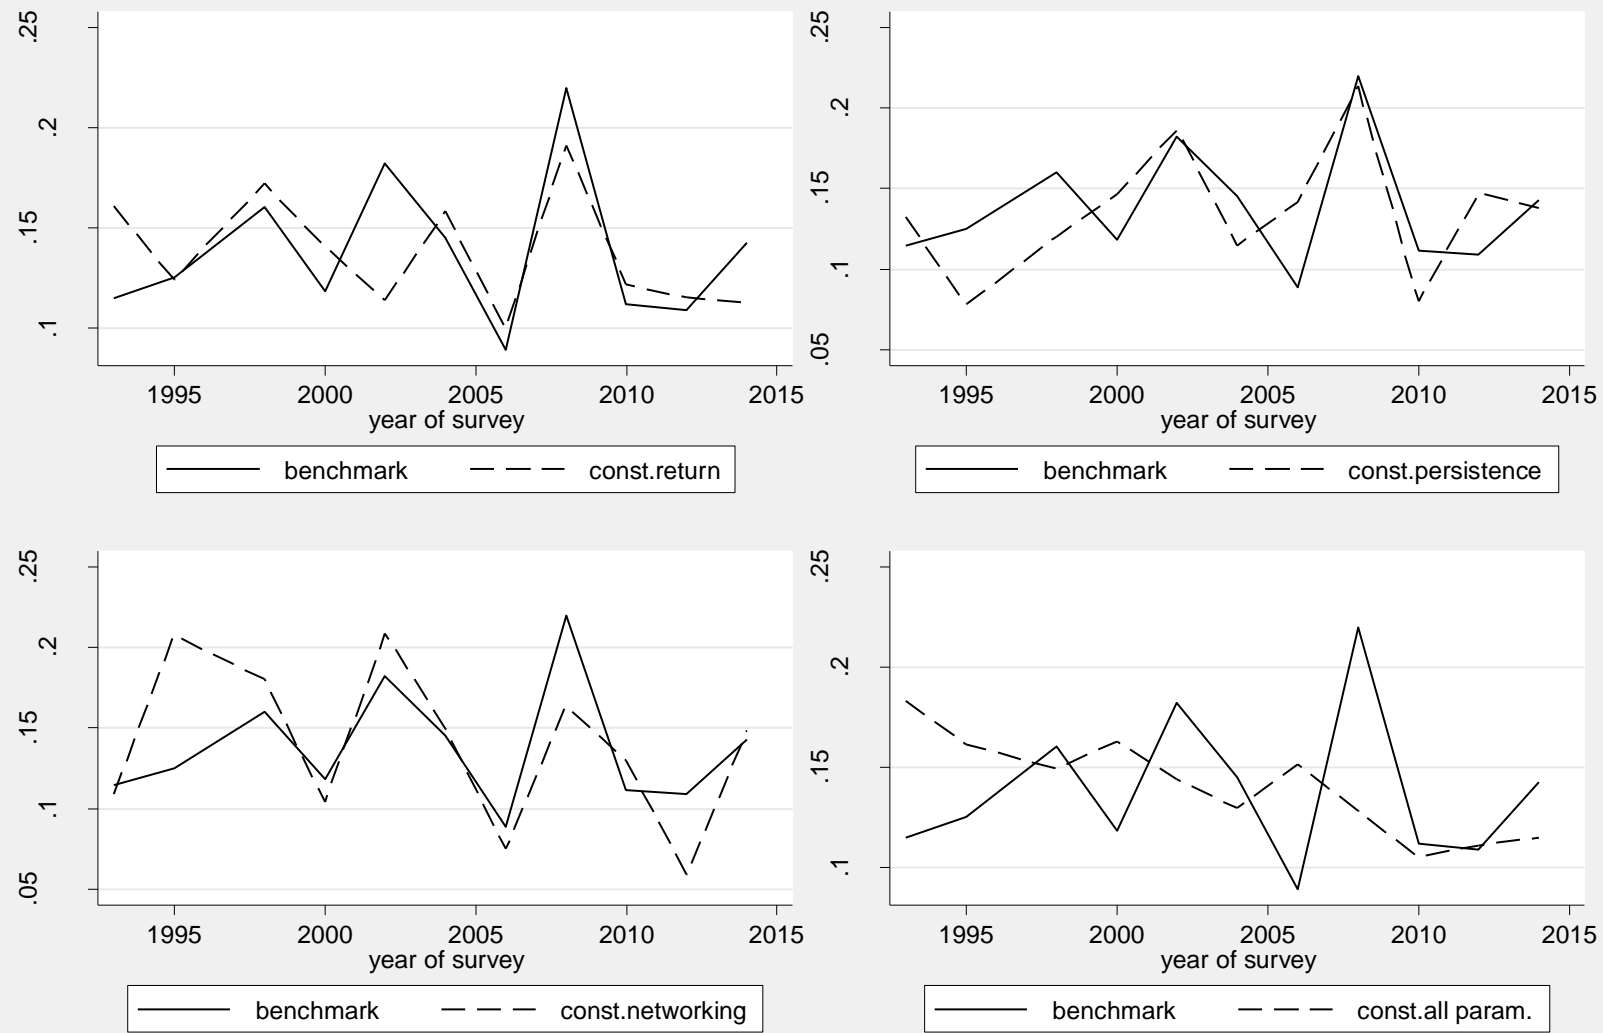 .25
.2
.15
.1
1995 2000 2005 2010 2015
year of survey
benchmark const.return
.25
.2
.15
.1
.05
1995 2000 2005 2010 2015
year of survey
benchmark const.persistence
.25
.2
.15
.1
.05
1995 2000 2005 2010 2015
year of survey
benchmark const.networking
.25
.2
.15
.1
1995 2000 2005 2010 2015
year of survey
benchmark const.all param.